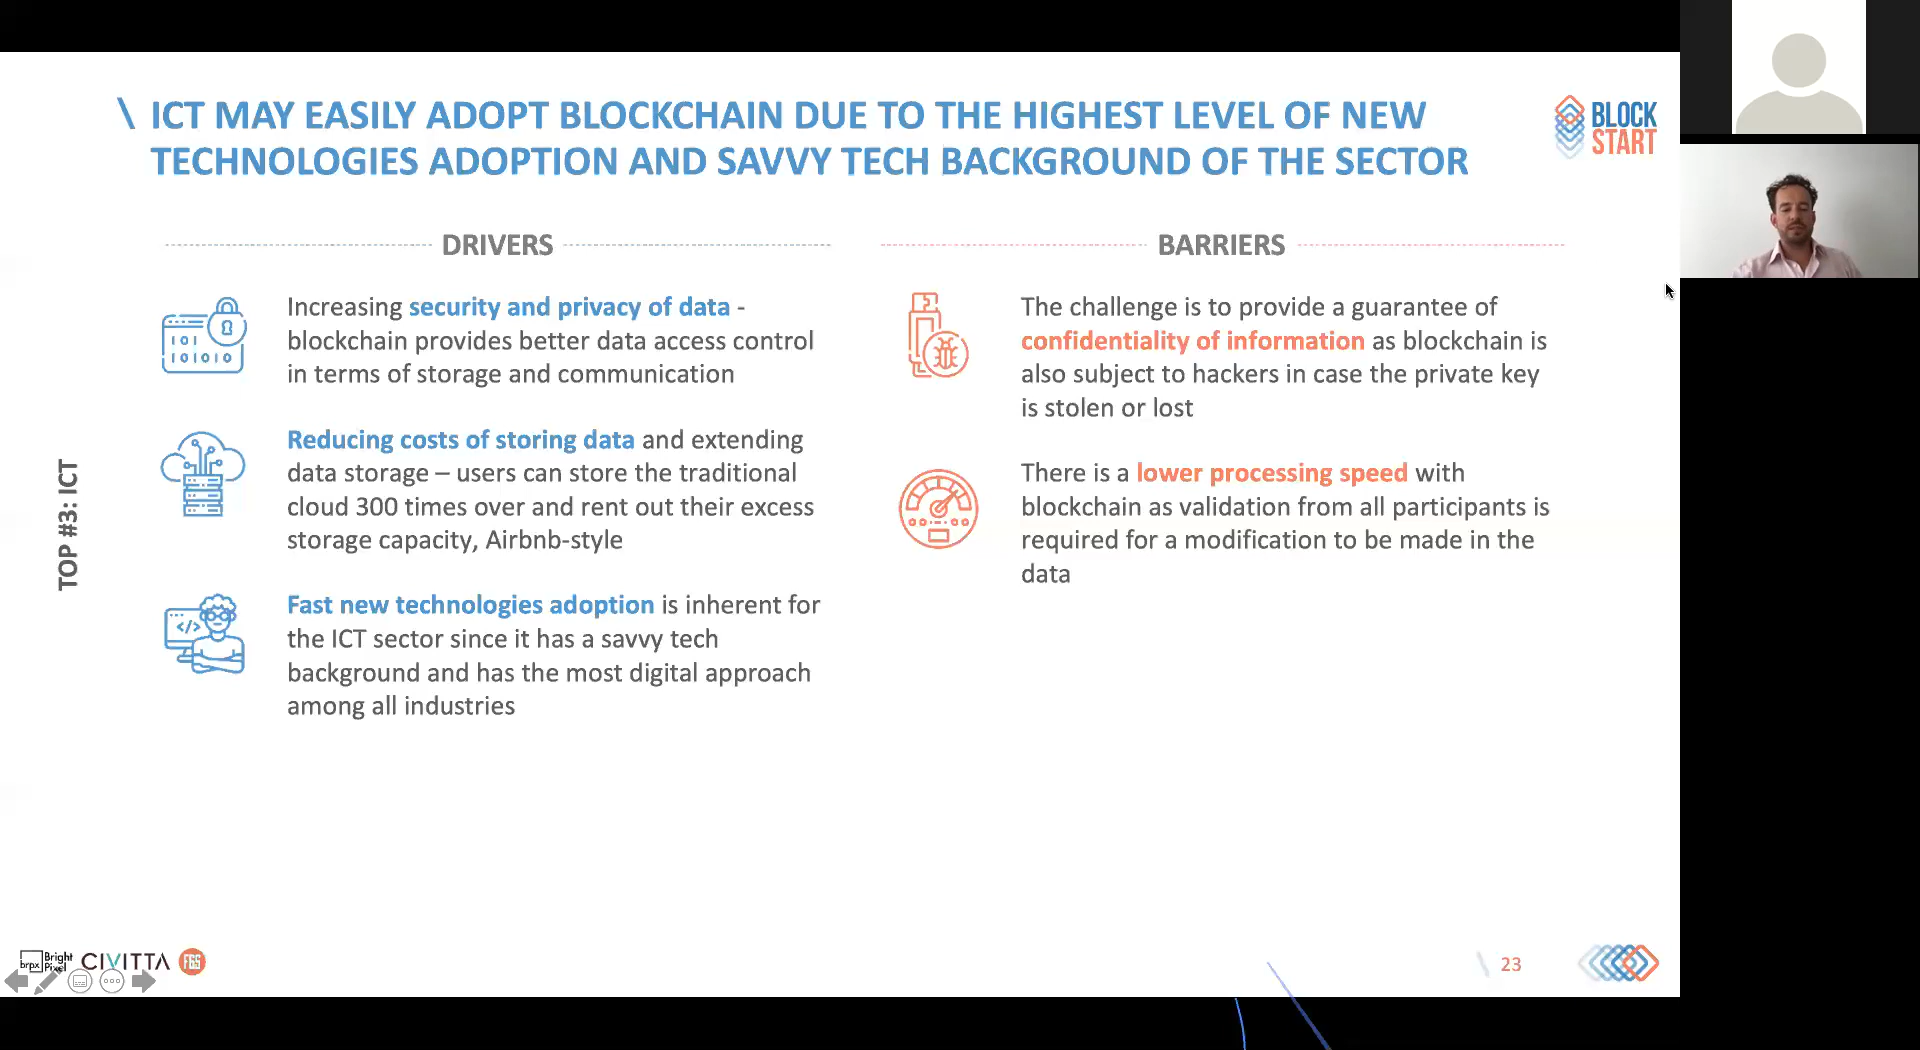 \ ICT MAY EASILY ADOPT BLOCKCHAIN DUE TO THE HIGHEST LEVEL OF NEW
TECHNOLOGIES ADOPTION AND SAVVY TECH BACKGROUND OF THE SECTOR
BLOCK
START
TOP #3: ICT
DRIVERS
Increasing security and privacy of data -
blockchain provides better data access control
in terms of storage and communication
Reducing costs of storing data and extending
data storage – users can store the traditional
cloud 300 times over and rent out their excess
storage capacity, Airbnb-style
Fast new technologies adoption is inherent for
the ICT sector since it has a savvy tech
background and has the most digital approach
among all industries
BARRIERS
The challenge is to provide a guarantee of
confidentiality of information as blockchain is
also subject to hackers in case the private key
is stolen or lost
There is a lower processing speed with
blockchain as validation from all participants is
required for a modification to be made in the
data
101
101010
</>
brpx
Bright
Pixel
CIVITTA
F6S
\ 23